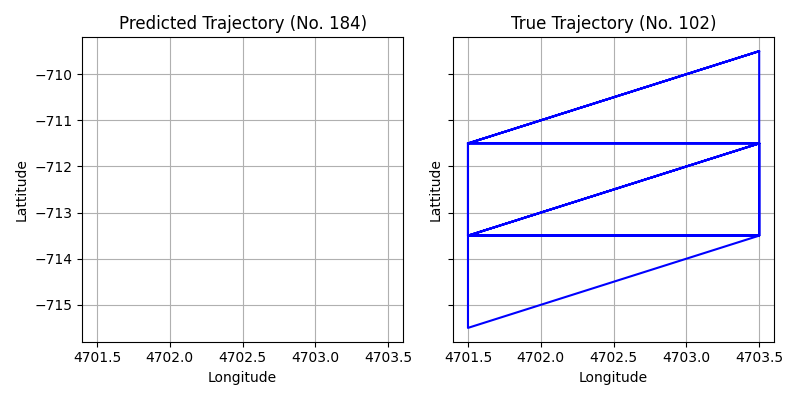 Predicted Trajectory (No. 184)
Lattitude
−710
−711
−712
−713
−714
−715
4701.5 4702.0 4702.5 4703.0 4703.5
Longitude
True Trajectory (No. 102)
Lattitude
4701.5 4702.0 4702.5 4703.0 4703.5
Longitude